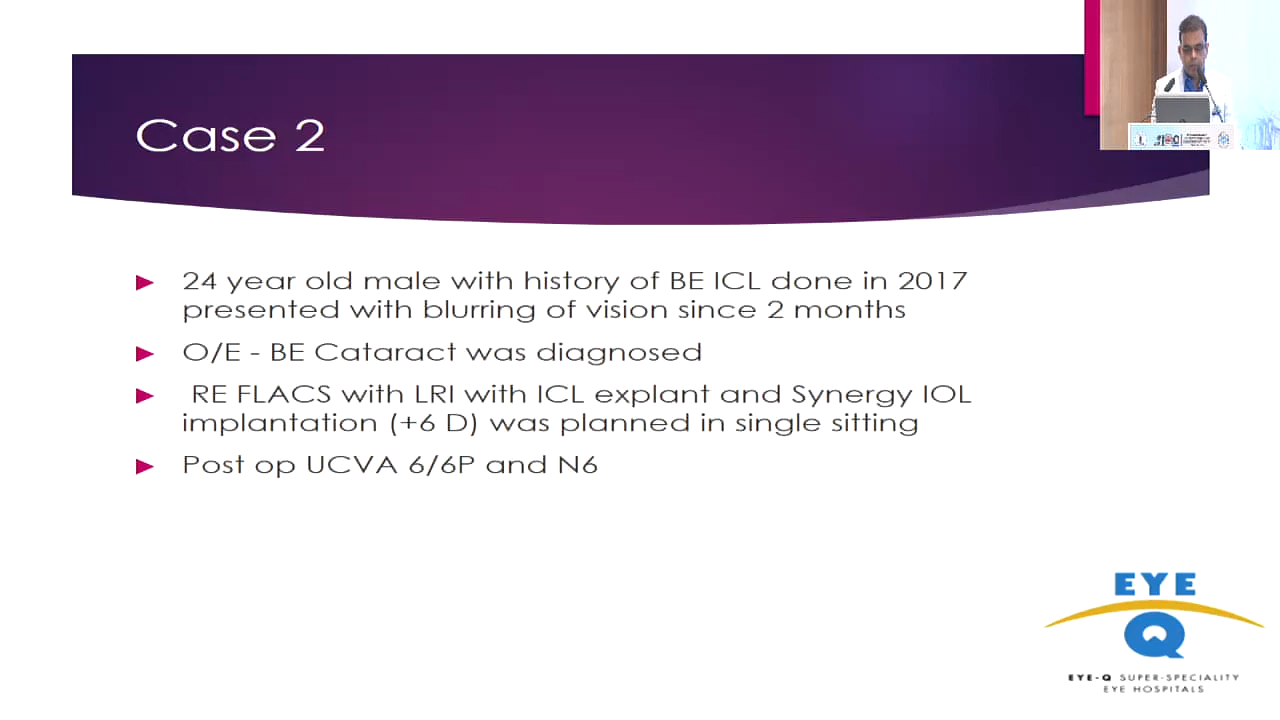 Case 2
► 24 year old male with history of BE ICL done in 2017
presented with blurring of vision since 2 months
► O/E - BE Cataract was diagnosed
► RE FLACS with LRI with ICL explant and Synergy IOL
implantation (+6 D) was planned in single sitting
► Post op UCVA 6/6P and N6
EYE
Q
EYE-Q SUPER-SPECIALITY
EYE HOSPITALS